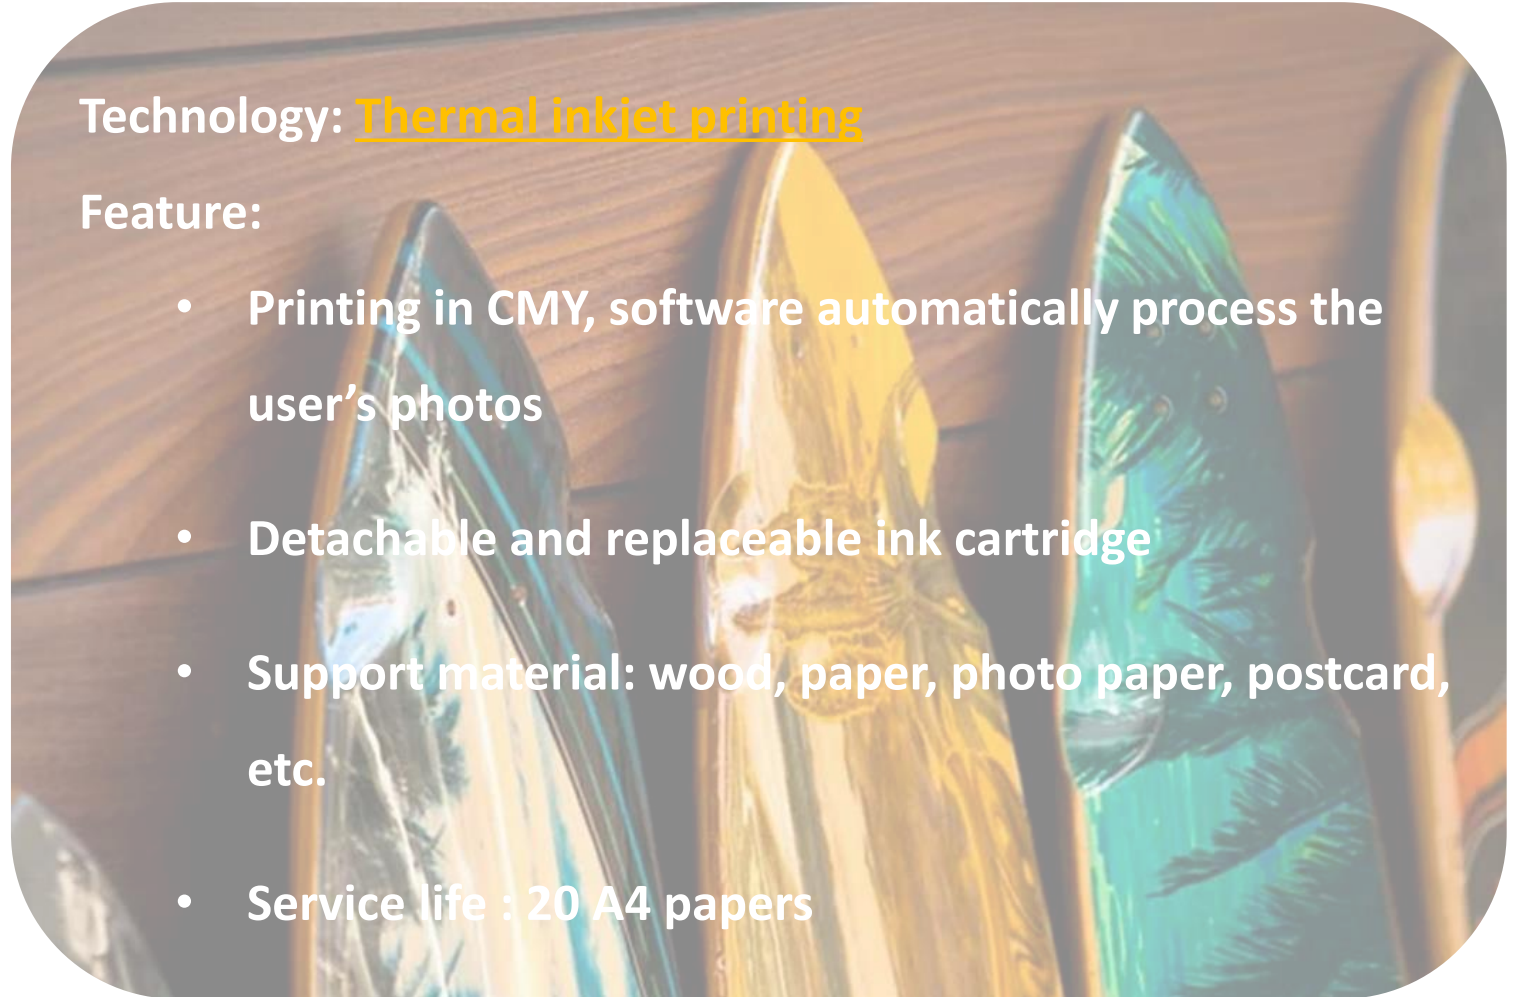 Technology: Thermal inkjet printing
Feature:
• Printing in CMY, software automatically process the
user’s photos
• Detachable and replaceable ink cartridge
• Support material: wood, paper, photo paper, postcard,
etc.
• Service life : 20 A4 papers